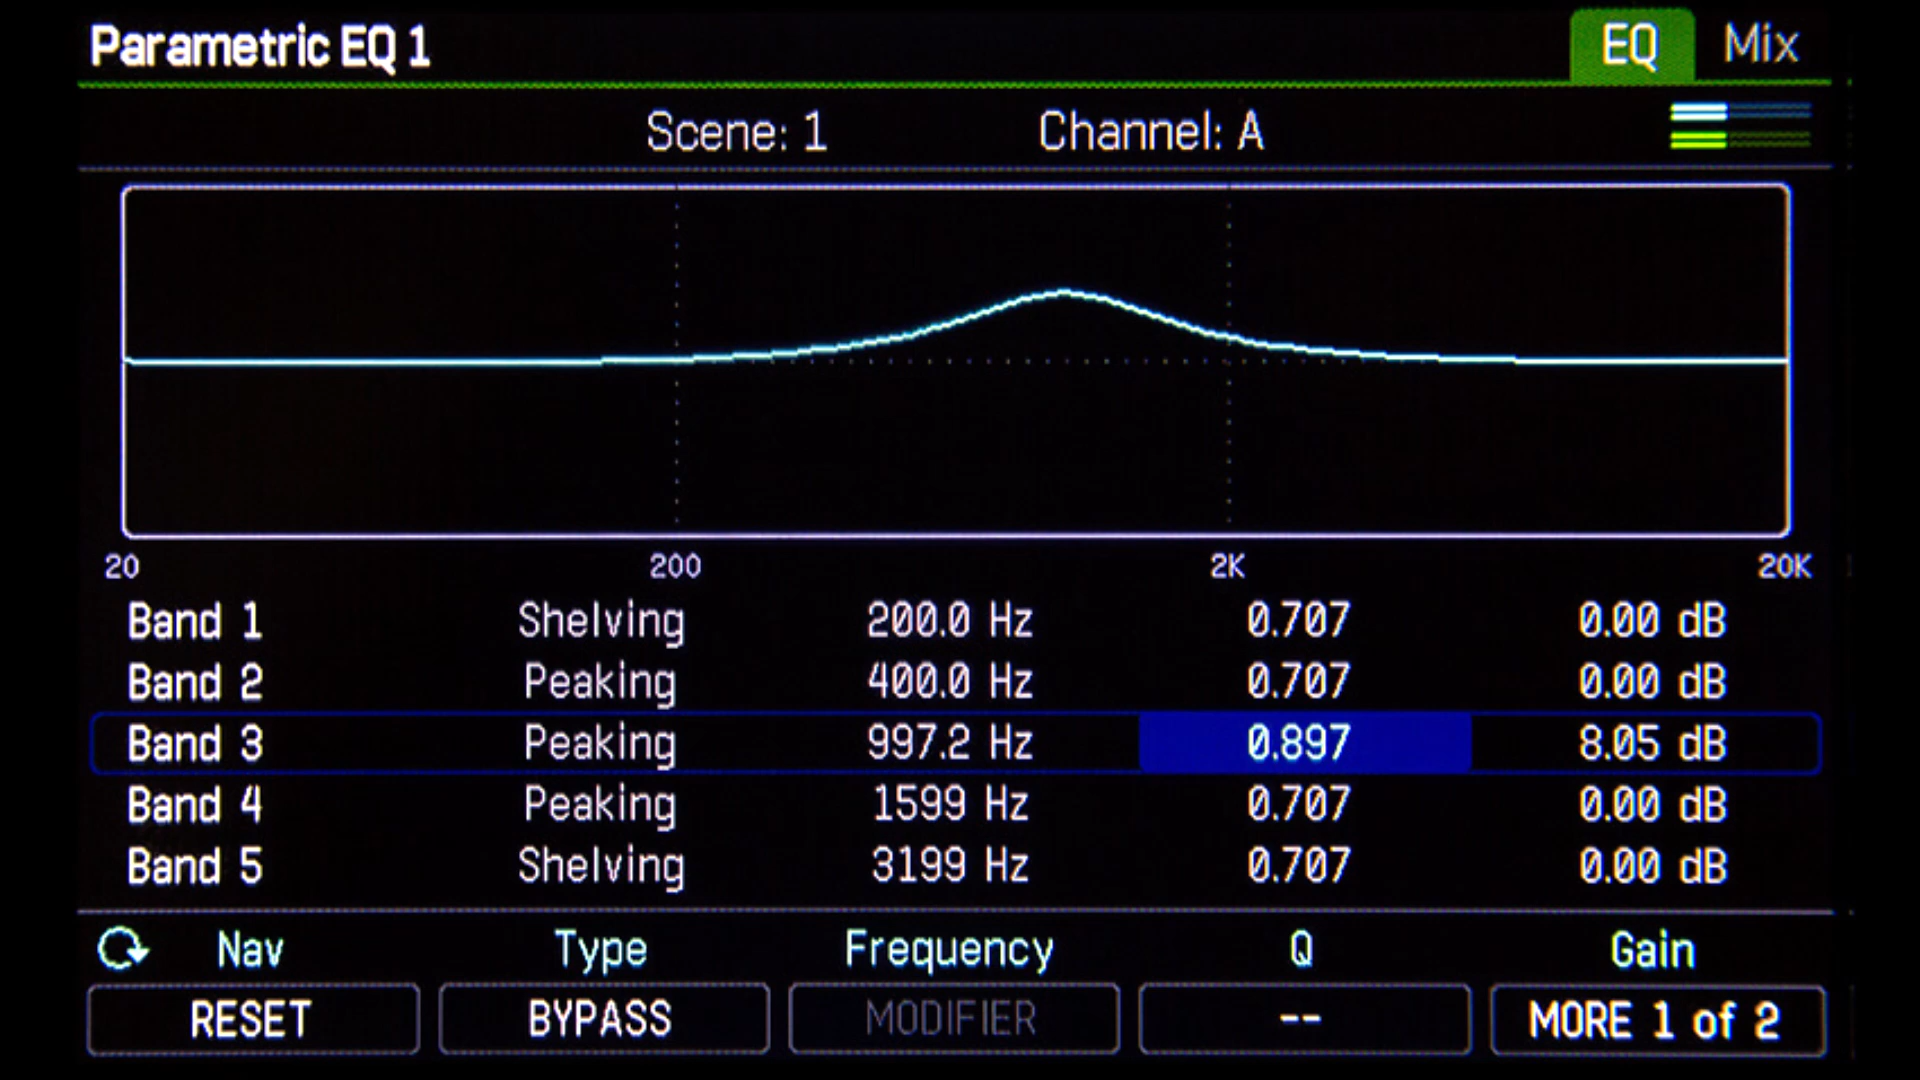 Parametric EQ 1 EQ Mix
Scene: 1 Channel: A
20 200 2K 20K
Band 1 Shelving 200.0 Hz 0.707 0.00 dB
Band 2 Peaking 400.0 Hz 0.707 0.00 dB
Band 3 Peaking 997.2 Hz 0.897 8.05 dB
Band 4 Peaking 1599 Hz 0.707 0.00 dB
Band 5 Shelving 3199 Hz 0.707 0.00 dB
Nav Type Frequency Q Gain
RESET BYPASS MODIFIER -- MORE 1 of 2